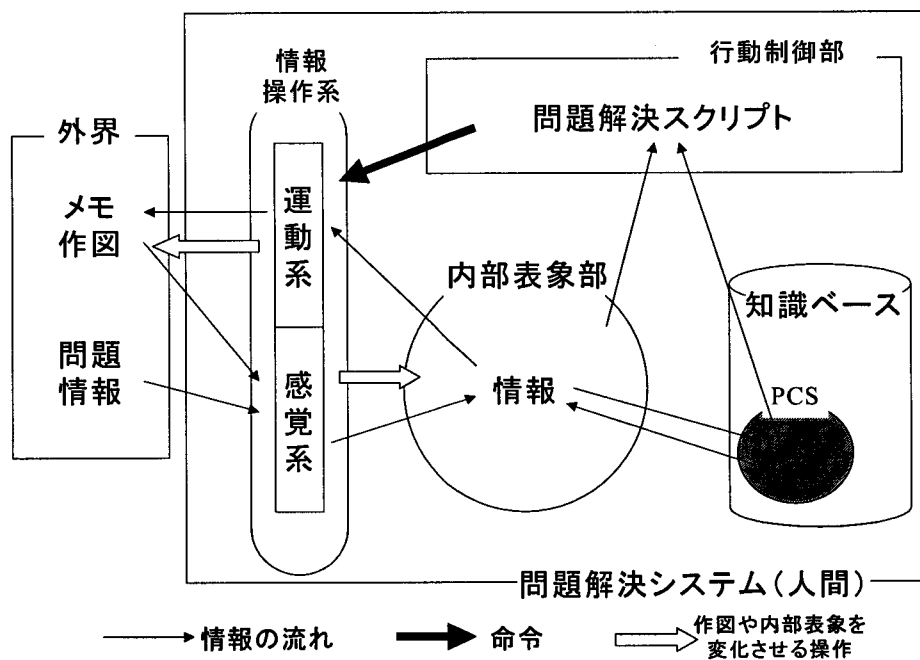 行動制御部
問題解決スクリプト
情報
操作系
外界
メモ
作図
問題
情報
運動系
感覚系
内部表象部
情報
知識ベース
PCS
問題解決システム(人間)
情報の流れ
命令
作図や内部表象を
変化させる操作